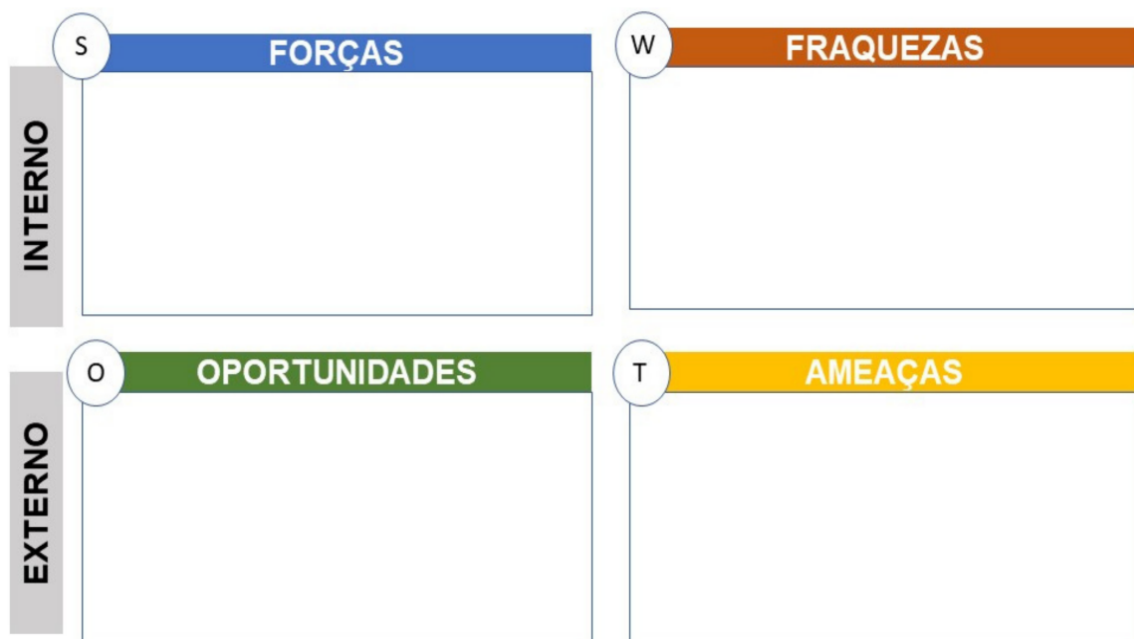 S
FORÇAS
W
FRAQUEZAS
INTERNO
O
OPORTUNIDADES
T
AMEAÇAS
EXTERNO